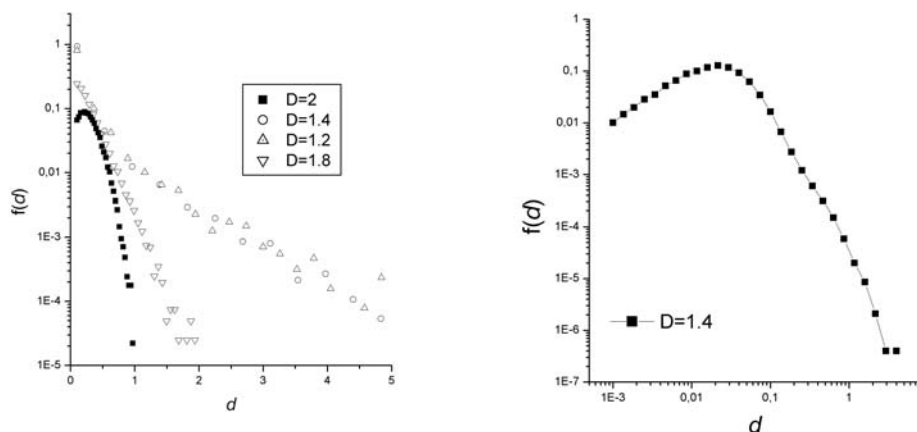 f(d)
1
0,1
0,01
1E-3
1E-4
1E-5
0 1 2 3 4 5
d
D=2
D=1.4
D=1.2
D=1.8
f(d)
1
0,1
0,01
1E-3
1E-4
1E-5
1E-6
1E-7
1E-3 0,01 0,1 1
d
D=1.4